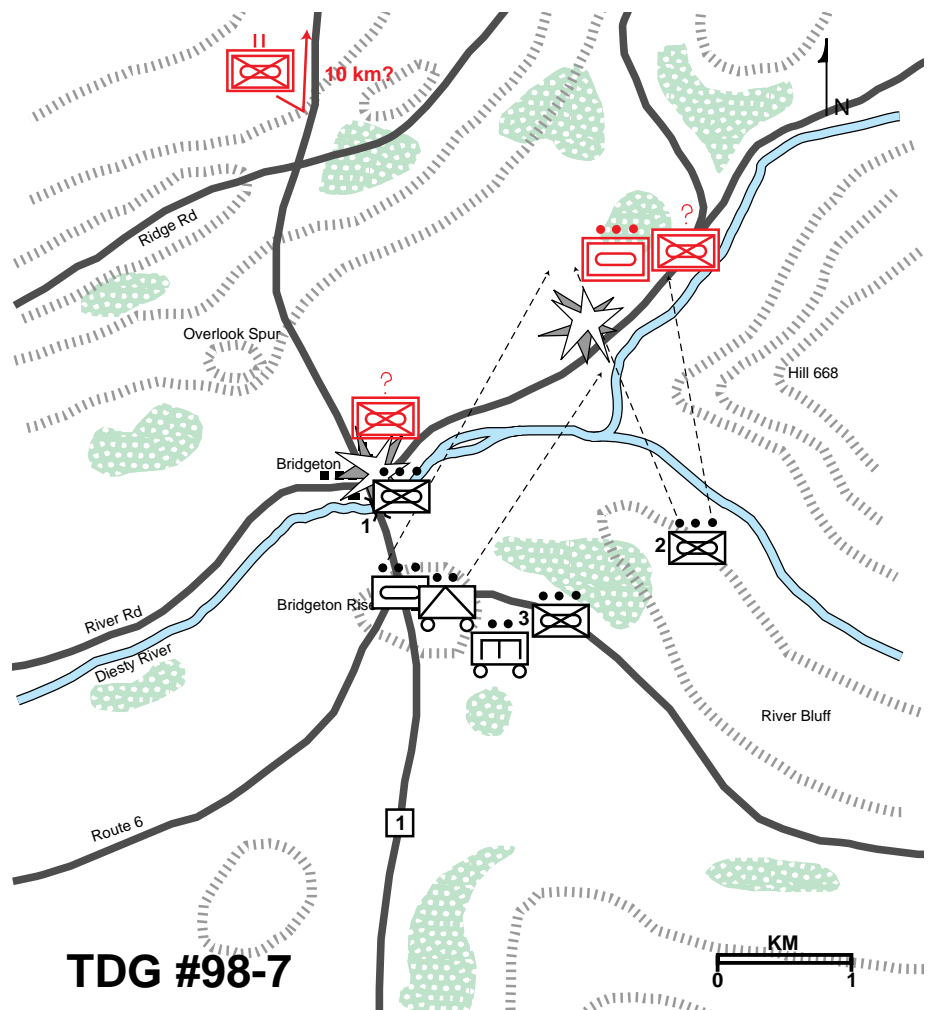 10 km?
N
Ridge Rd
?
Overlook Spur
Hill 668
?
Bridgeton
1
2
Bridgeton Rise
3
River Rd
Diesty River
River Bluff
1
Route 6
KM
0 1
TDG #98-7